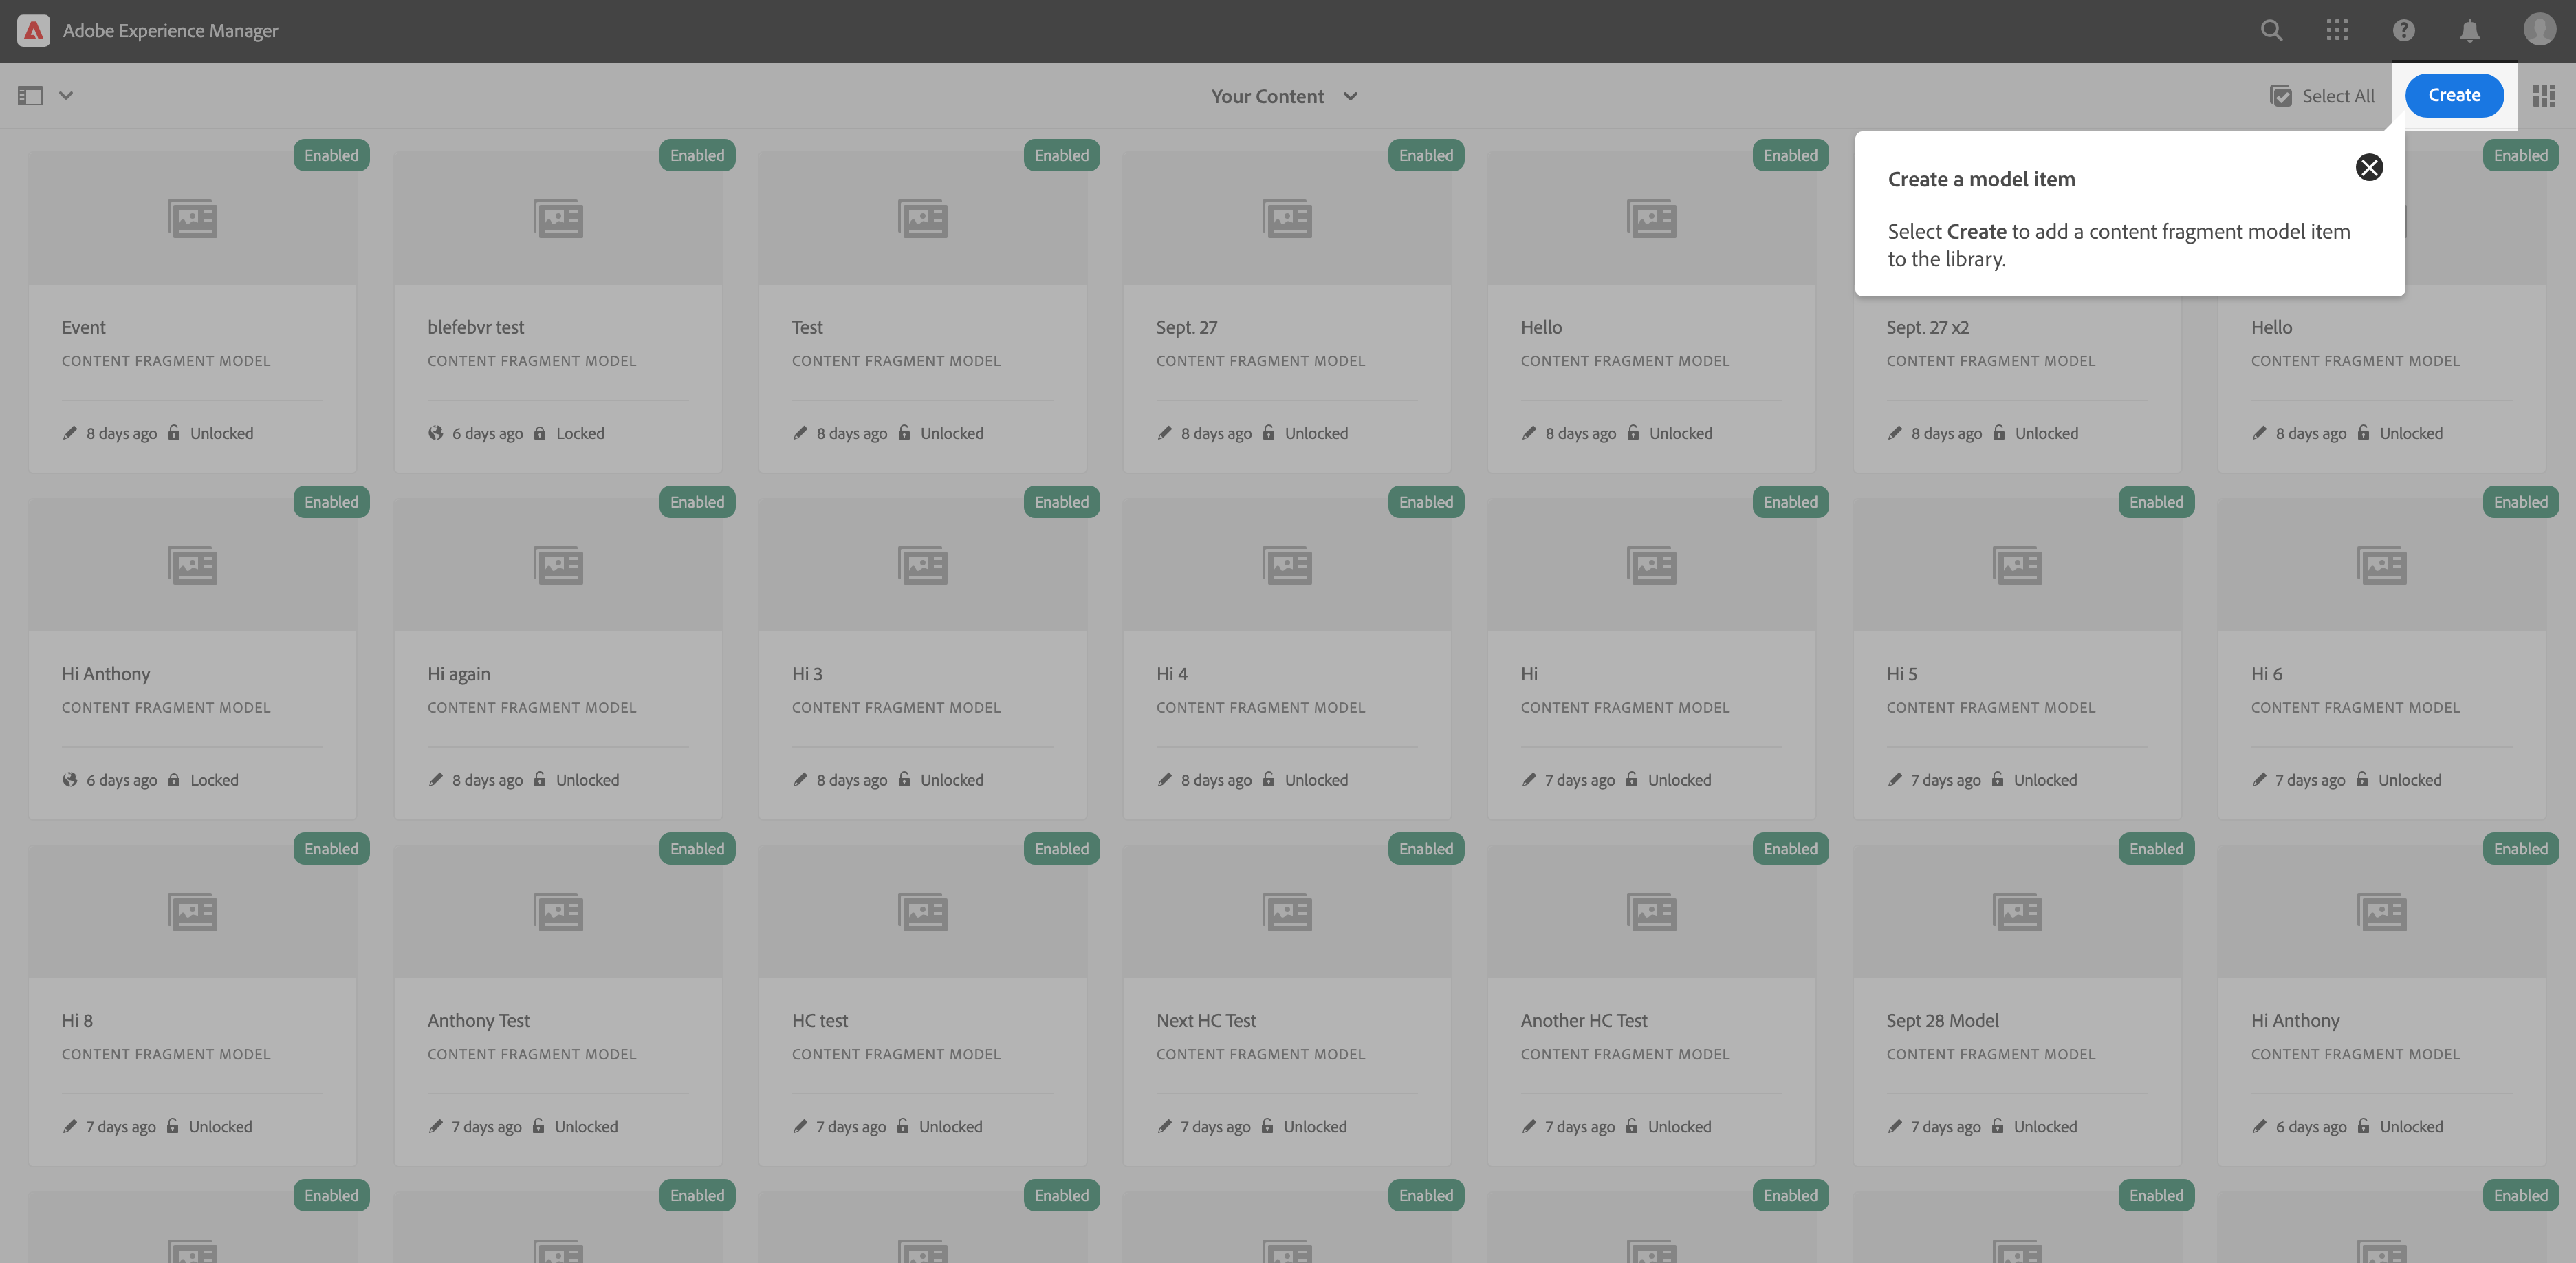 Adobe Experience Manager
Your Content
Select All
Create
Create a model item
Select Create to add a content fragment model item
to the library.
Enabled Enabled Enabled Enabled Enabled Enabled
Event blefebvr test Test Sept. 27 Hello Sept. 27 x2 Hello
CONTENT FRAGMENT MODEL CONTENT FRAGMENT MODEL CONTENT FRAGMENT MODEL CONTENT FRAGMENT MODEL CONTENT FRAGMENT MODEL CONTENT FRAGMENT MODEL CONTENT FRAGMENT MODEL
8 days ago Unlocked 6 days ago Locked 8 days ago Unlocked 8 days ago Unlocked 8 days ago Unlocked 8 days ago Unlocked 8 days ago Unlocked
Enabled Enabled Enabled Enabled Enabled Enabled Enabled
Hi Anthony Hi again Hi 3 Hi 4 Hi Hi 5 Hi 6
CONTENT FRAGMENT MODEL CONTENT FRAGMENT MODEL CONTENT FRAGMENT MODEL CONTENT FRAGMENT MODEL CONTENT FRAGMENT MODEL CONTENT FRAGMENT MODEL CONTENT FRAGMENT MODEL
6 days ago Locked 8 days ago Unlocked 8 days ago Unlocked 8 days ago Unlocked 7 days ago Unlocked 7 days ago Unlocked 7 days ago Unlocked
Enabled Enabled Enabled Enabled Enabled Enabled Enabled
Hi 8 Anthony Test HC test Next HC Test Another HC Test Sept 28 Model Hi Anthony
CONTENT FRAGMENT MODEL CONTENT FRAGMENT MODEL CONTENT FRAGMENT MODEL CONTENT FRAGMENT MODEL CONTENT FRAGMENT MODEL CONTENT FRAGMENT MODEL CONTENT FRAGMENT MODEL
7 days ago Unlocked 7 days ago Unlocked 7 days ago Unlocked 7 days ago Unlocked 7 days ago Unlocked 7 days ago Unlocked 6 days ago Unlocked
Enabled Enabled Enabled Enabled Enabled Enabled Enabled